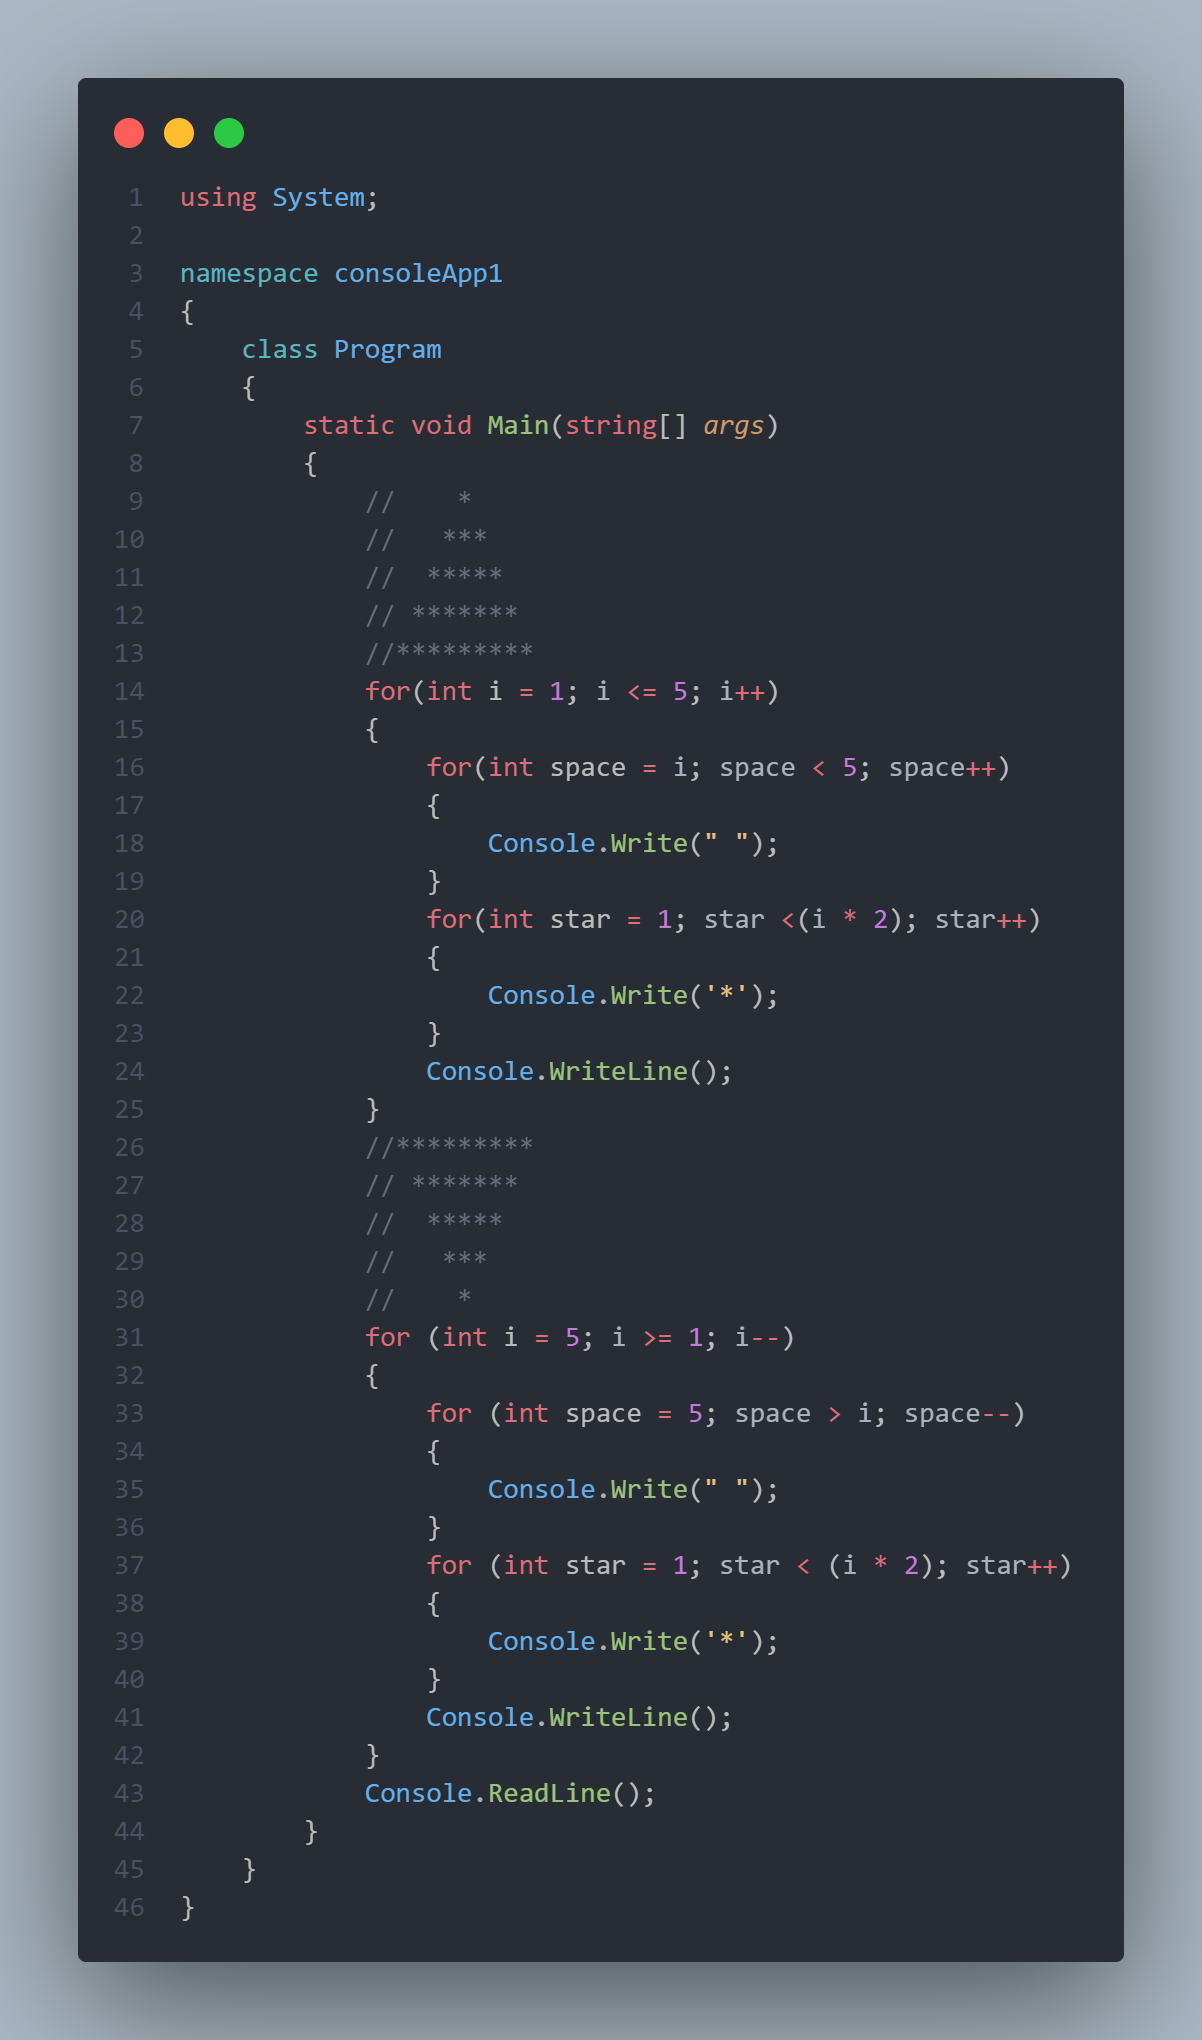 1 using System;
2
3 namespace consoleApp1
4 {
5     class Program
6     {
7         static void Main(string[] args)
8         {
9             //    *
10             //   ***
11             //  *****
12             // *******
13             //*********
14             for(int i = 1; i <= 5; i++)
15             {
16                 for(int space = i; space < 5; space++)
17                 {
18                     Console.Write(" ");
19                 }
20                 for(int star = 1; star <(i * 2); star++)
21                 {
22                     Console.Write('*');
23                 }
24                 Console.WriteLine();
25             }
26             //*********
27             // *******
28             //  *****
29             //   ***
30             //    *
31             for (int i = 5; i >= 1; i--)
32             {
33                 for (int space = 5; space > i; space--)
34                 {
35                     Console.Write(" ");
36                 }
37                 for (int star = 1; star < (i * 2); star++)
38                 {
39                     Console.Write('*');
40                 }
41                 Console.WriteLine();
42             }
43             Console.ReadLine();
44         }
45     }
46 }